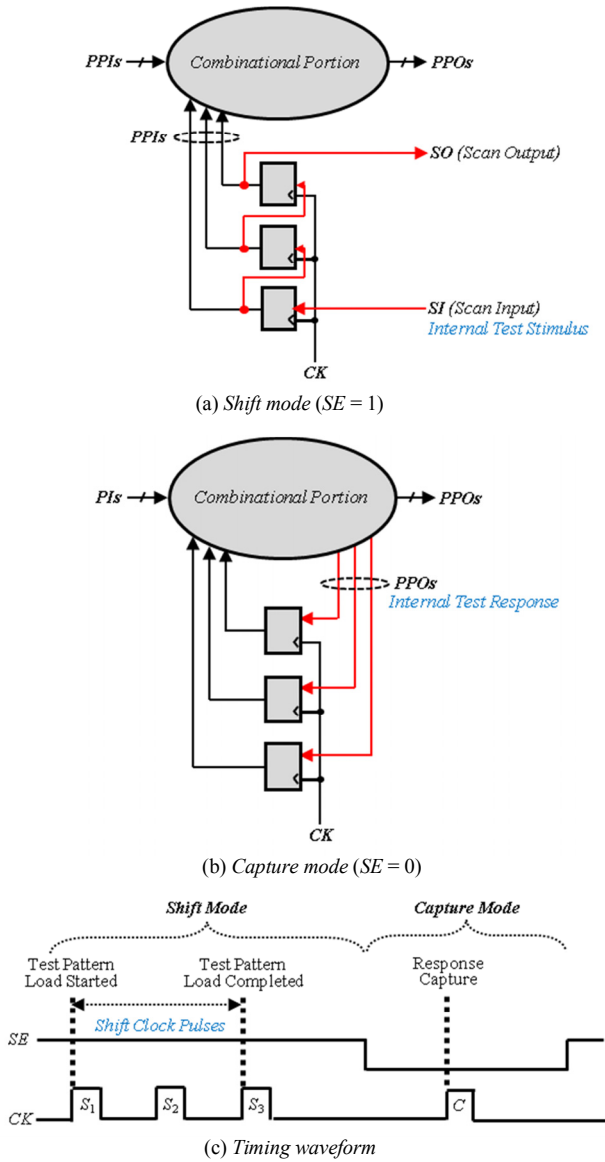 PPIs
Combinational Portion
PPOs
PPIs
SO (Scan Output)
SI (Scan Input)
Internal Test Stimulus
CK
(a) Shift mode (SE = 1)
PIs
Combinational Portion
PPOs
PPOs
Internal Test Response
CK
(b) Capture mode (SE = 0)
Shift Mode
Capture Mode
Test Pattern
Load Started
Test Pattern
Load Completed
Response
Capture
Shift Clock Pulses
SE
CK
S1
S2
S3
C
(c) Timing waveform